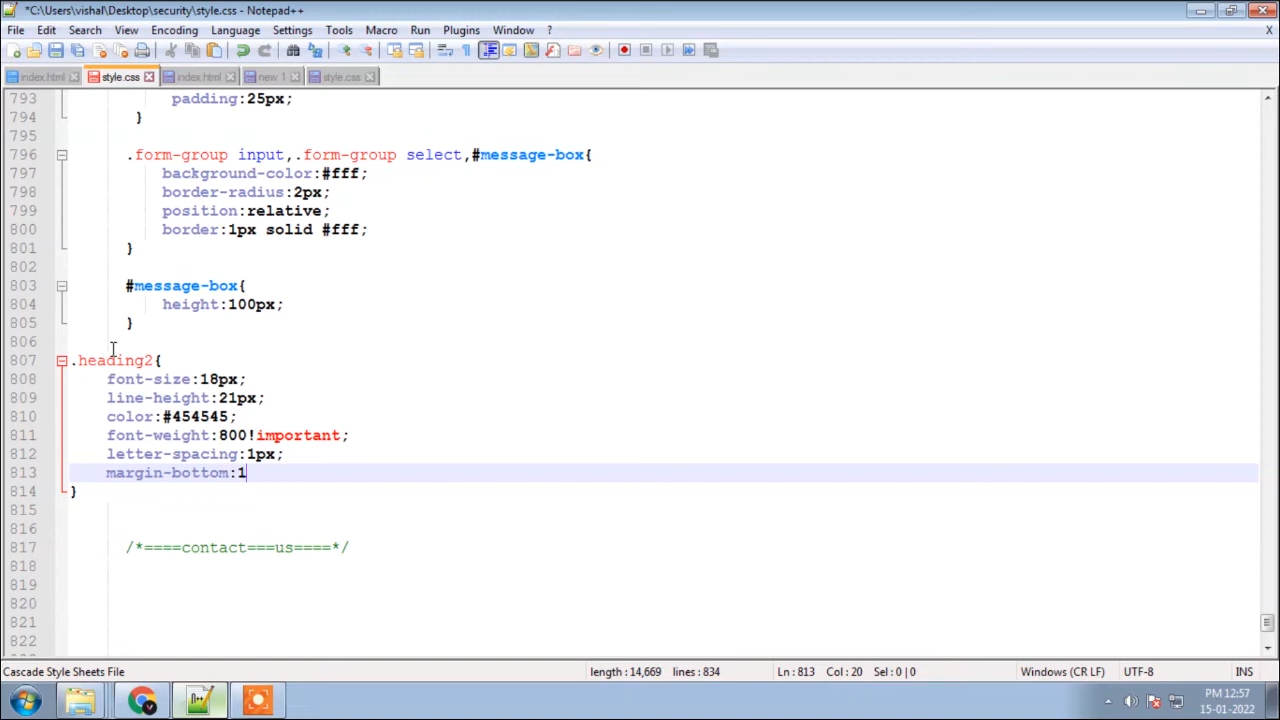 *C:\Users\vishal\Desktop\security\style.css - Notepad++
File Edit Search View Encoding Language Settings Tools Macro Run Plugins Window ? X
index.html style.css index.html new 1 style.css
793 padding:25px;
794 }
795
796 .form-group input,.form-group select,#message-box{
797 background-color:#fff;
798 border-radius:2px;
799 position:relative;
800 border:1px solid #fff;
801 }
802
803 #message-box{
804 height:100px;
805 }
806
807 .heading2{
808 font-size:18px;
809 line-height:21px;
810 color:#454545;
811 font-weight:800!important;
812 letter-spacing:1px;
813 margin-bottom:1
814 }
815
816
817 /*====contact===us====*/
818
819
820
821
822
Cascade Style Sheets File length : 14,669 lines : 834 Ln : 813 Col : 20 Sel : 0 | 0 Windows (CR LF) UTF-8 INS
PM 12:57
15-01-2022